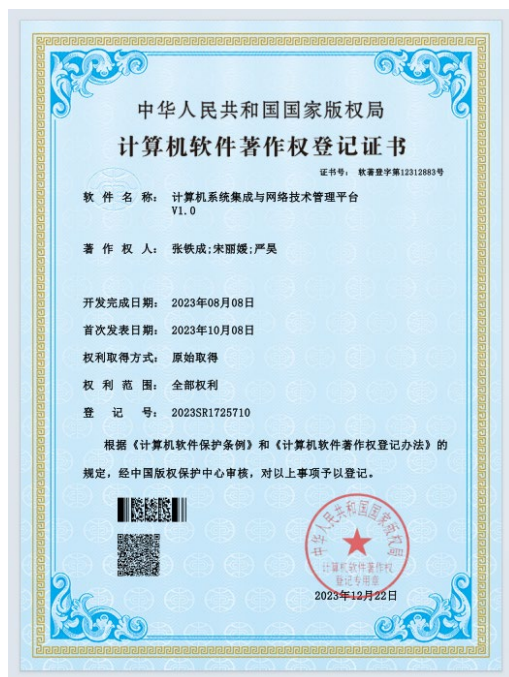 中华人民共和国国家版权局
计算机软件著作权登记证书
证书号: 软著登字第12312883号
软件名称: 计算机系统集成与网络技术管理平台
V1.0
著作权人: 张铁成;宋丽媛;严昊
开发完成日期: 2023年08月08日
首次发表日期: 2023年10月08日
权利取得方式: 原始取得
权利范围: 全部权利
登记号: 2023SR1725710
根据《计算机软件保护条例》和《计算机软件著作权登记办法》的
规定，经中国版权保护中心审核，对以上事项予以登记。
中华人民共和国国家版权局
计算机软件著作权
登记专用章
2023年12月22日